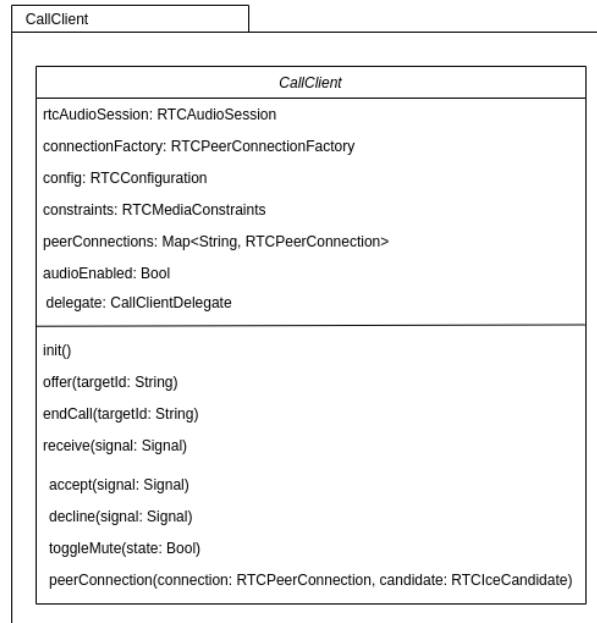 CallClient
CallClient
rtcAudioSession: RTCAudioSession
connectionFactory: RTCPeerConnectionFactory
config: RTCConfiguration
constraints: RTCMediaConstraints
peerConnections: Map<String, RTCPeerConnection>
audioEnabled: Bool
delegate: CallClientDelegate
init()
offer(targetId: String)
endCall(targetId: String)
receive(signal: Signal)
accept(signal: Signal)
decline(signal: Signal)
toggleMute(state: Bool)
peerConnection(connection: RTCPeerConnection, candidate: RTCIceCandidate)